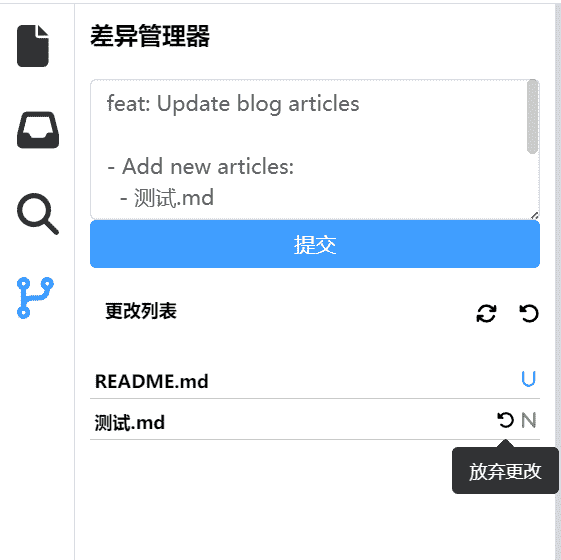 差异管理器
feat: Update blog articles
- Add new articles:
- 测试.md
提交
更改列表
README.md U
测试.md N
放弃更改